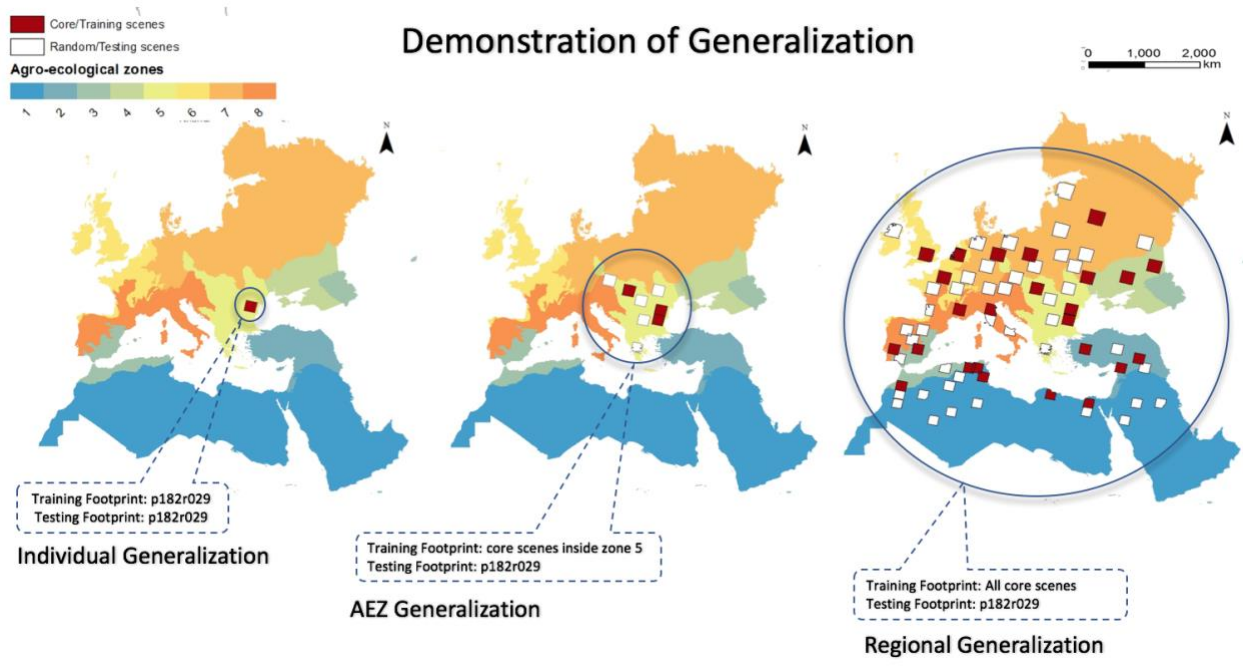 Core/Training scenes
Random/Testing scenes
Agro-ecological zones
1 2 3 4 5 6 7 8
Demonstration of Generalization
0 1,000 2,000
km
N
N
N
Training Footprint: p182r029
Testing Footprint: p182r029
Individual Generalization
Training Footprint: core scenes inside zone 5
Testing Footprint: p182r029
AEZ Generalization
Training Footprint: All core scenes
Testing Footprint: p182r029
Regional Generalization